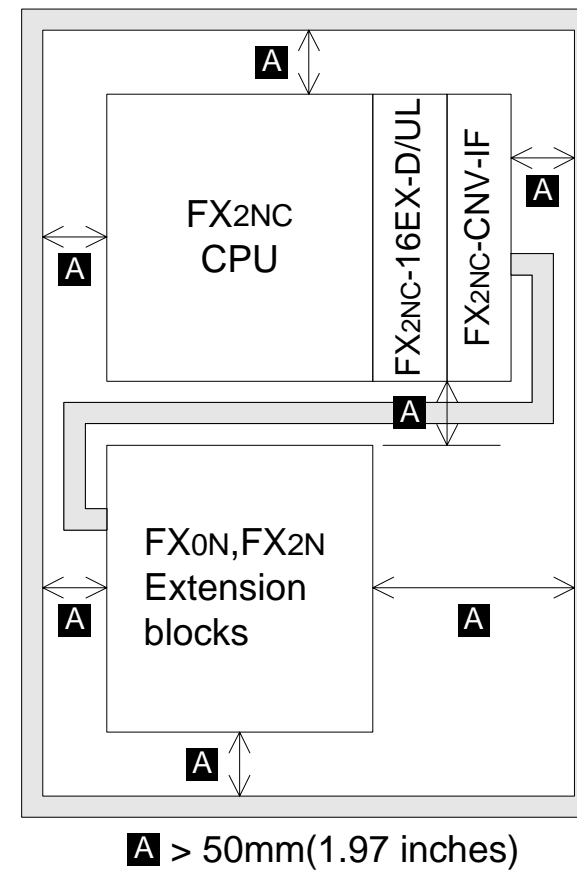 A
FX2NC
CPU
FX2NC-16EX-D/UL
FX2NC-CNV-IF
A
A
A
FX0N,FX2N
Extension
blocks
A
A
A
A > 50mm(1.97 inches)